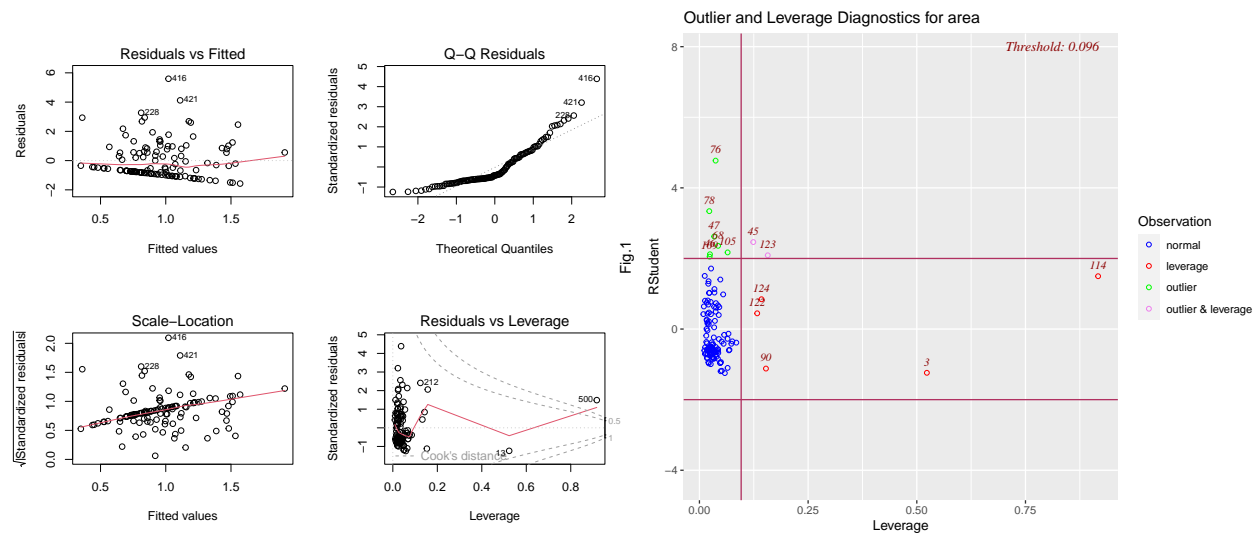 Residuals vs Fitted
Residuals
6
4
2
0
−2
416
421
228
0.5 1.0 1.5
Fitted values
Q−Q Residuals
Standardized residuals
5
4
3
2
1
−1
416
421
228
−2 −1 0 1 2
Theoretical Quantiles
Scale−Location
√|Standardized residuals|
2.0
1.5
1.0
0.5
0.0
416
421
228
0.5 1.0 1.5
Fitted values
Residuals vs Leverage
Standardized residuals
5
3
1
−1
212
500
13
Cook's distance
0.5
1
0.0 0.2 0.4 0.6 0.8
Leverage
Fig.1
Outlier and Leverage Diagnostics for area
Threshold: 0.096
RStudent
8
4
0
−4
76
78
47
68
105
45
123
114
124
122
90
3
0.00 0.25 0.50 0.75
Leverage
Observation
normal
leverage
outlier
outlier & leverage